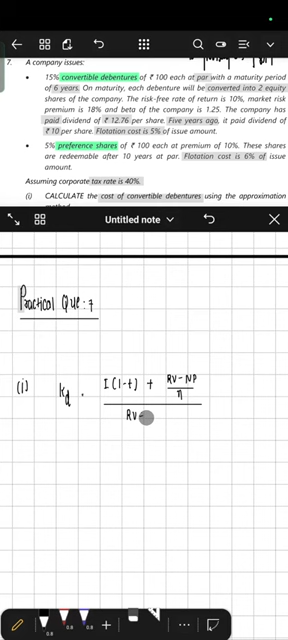 7. A company issues:
• 15% convertible debentures of ₹ 100 each at par with a maturity period
of 6 years. On maturity, each debenture will be converted into 2 equity
shares of the company. The risk-free rate of return is 10%, market risk
premium is 18% and beta of the company is 1.25. The company has
paid dividend of ₹ 12.76 per share. Five years ago, it paid dividend of
₹ 10 per share. Flotation cost is 5% of issue amount.
• 5% preference shares of ₹ 100 each at premium of 10%. These shares
are redeemable after 10 years at par. Flotation cost is 6% of issue
amount.
Assuming corporate tax rate is 40%.
(i) CALCULATE the cost of convertible debentures using the approximation
Untitled note
Practical Que: 7
(i) Kd = I(1-t) + RV-NP
n
RV
0.8 0.8 0.8